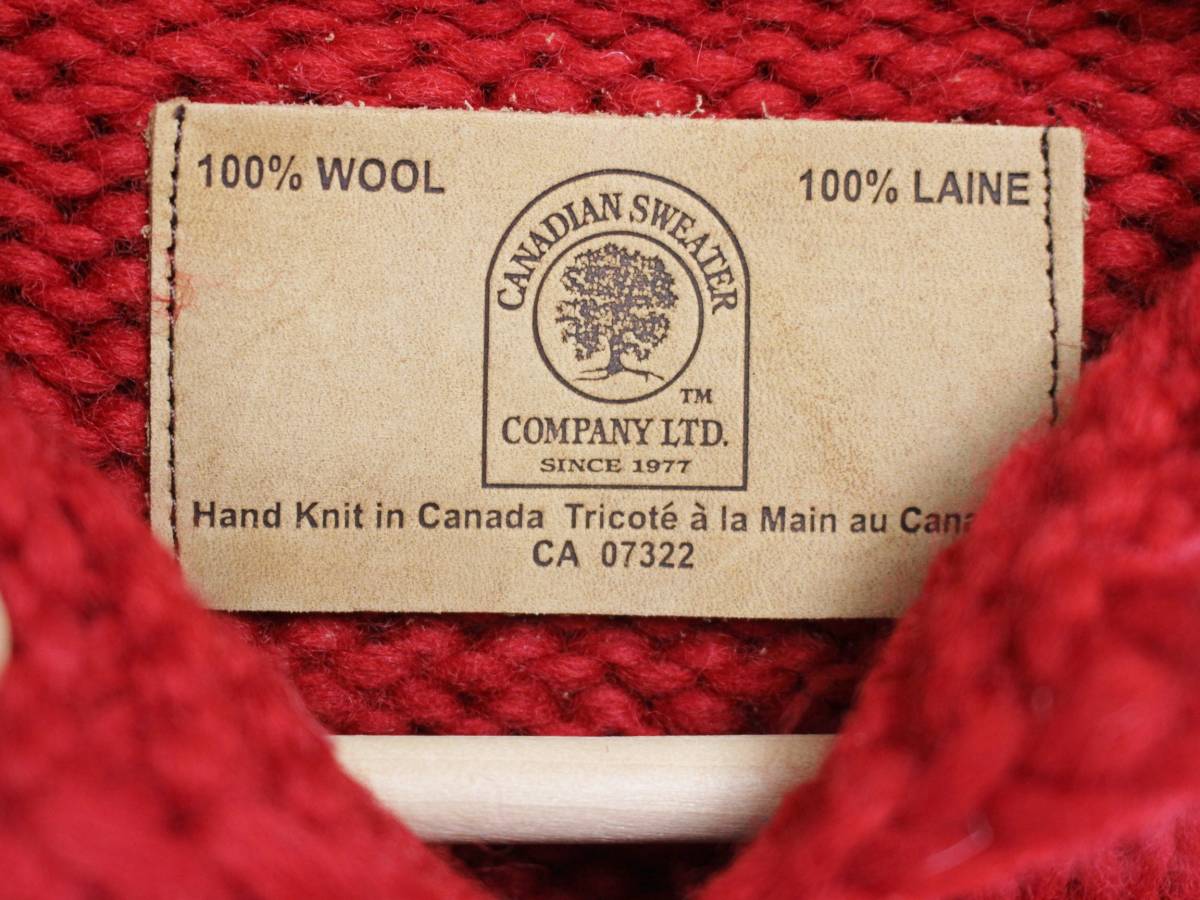 100% WOOL
100% LAINE
CANADIAN SWEATER
TM
COMPANY LTD.
SINCE 1977
Hand Knit in Canada Tricoté à la Main au
CA 07322